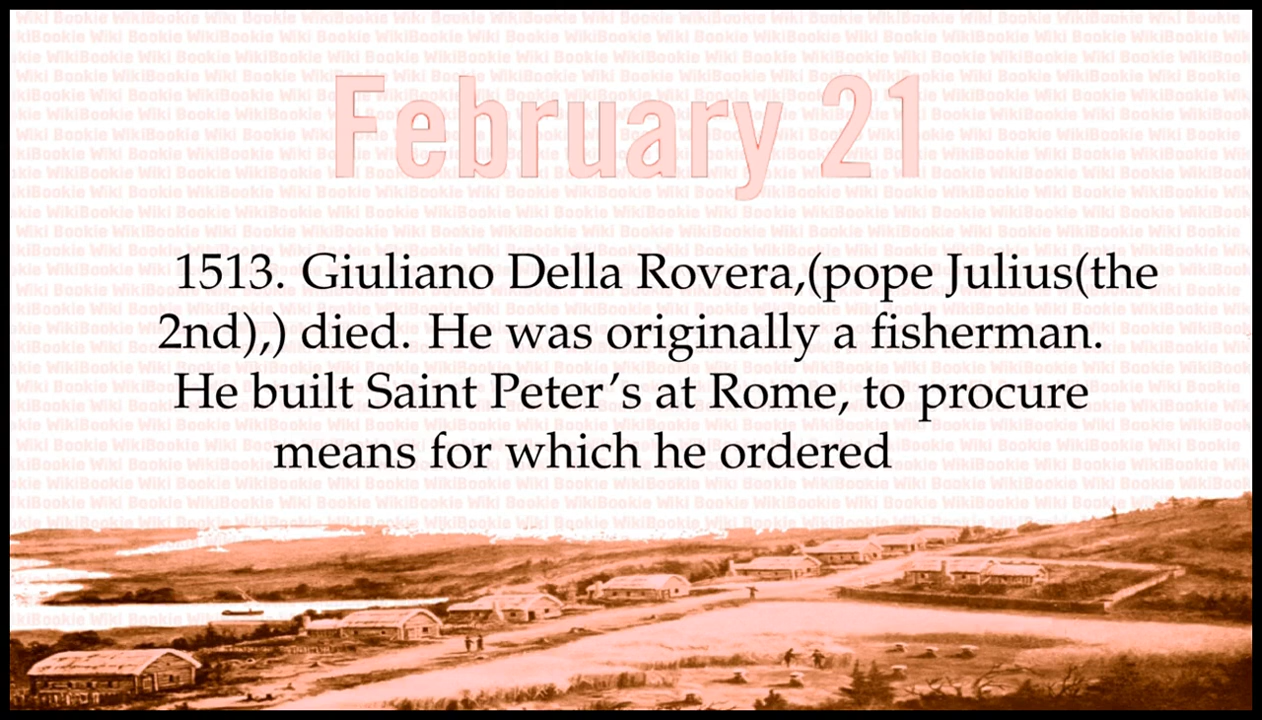 February 21
1513. Giuliano Della Rovera,(pope Julius(the
2nd),) died. He was originally a fisherman.
He built Saint Peter’s at Rome, to procure
means for which he ordered